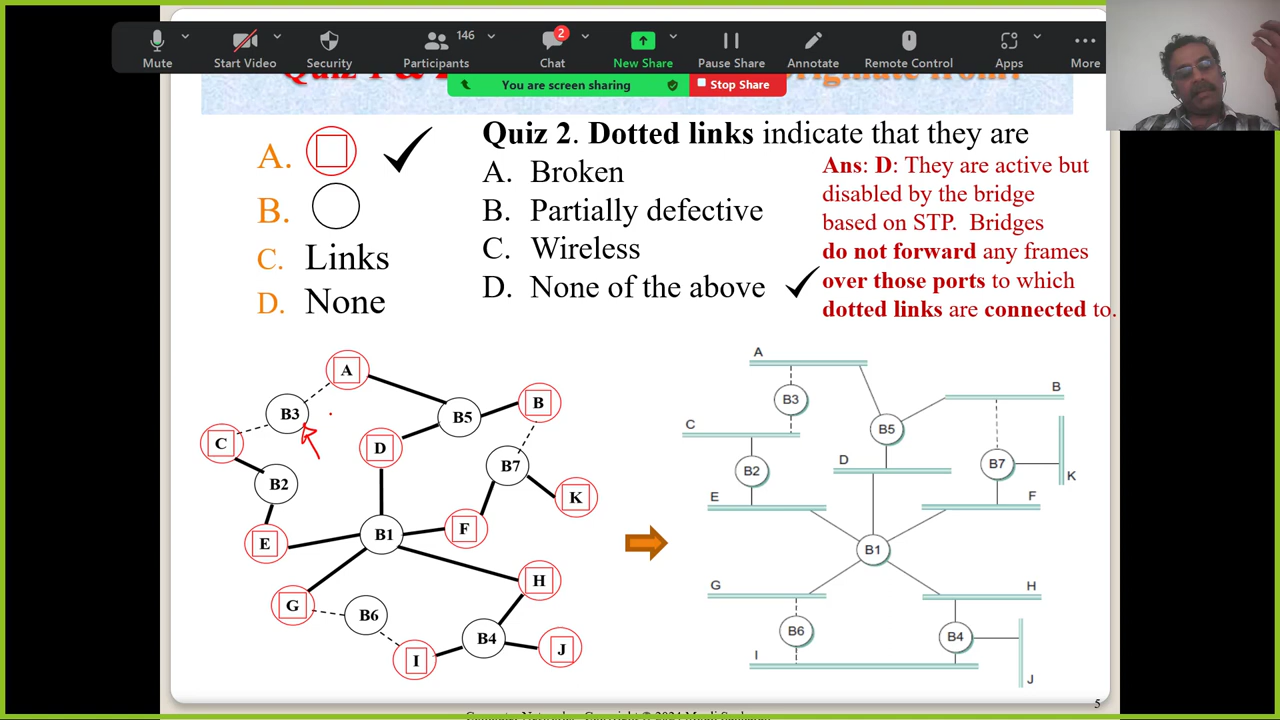 Mute
Start Video
Security
Participants
146
Chat
2
New Share
Pause Share
Annotate
Remote Control
Apps
More
You are screen sharing
Stop Share
Quiz 1 &
originate from?
A.
B.
C. Links
D. None
Quiz 2. Dotted links indicate that they are
A. Broken
B. Partially defective
C. Wireless
D. None of the above
Ans: D: They are active but
disabled by the bridge
based on STP. Bridges
do not forward any frames
over those ports to which
dotted links are connected to.
A
B3
B5
B
C
D
B7
B2
K
E
B1
F
H
G
B6
B4
J
I
A
B3
B
C
B5
D
B7
B2
K
E
F
B1
G
H
B6
B4
I
J
5